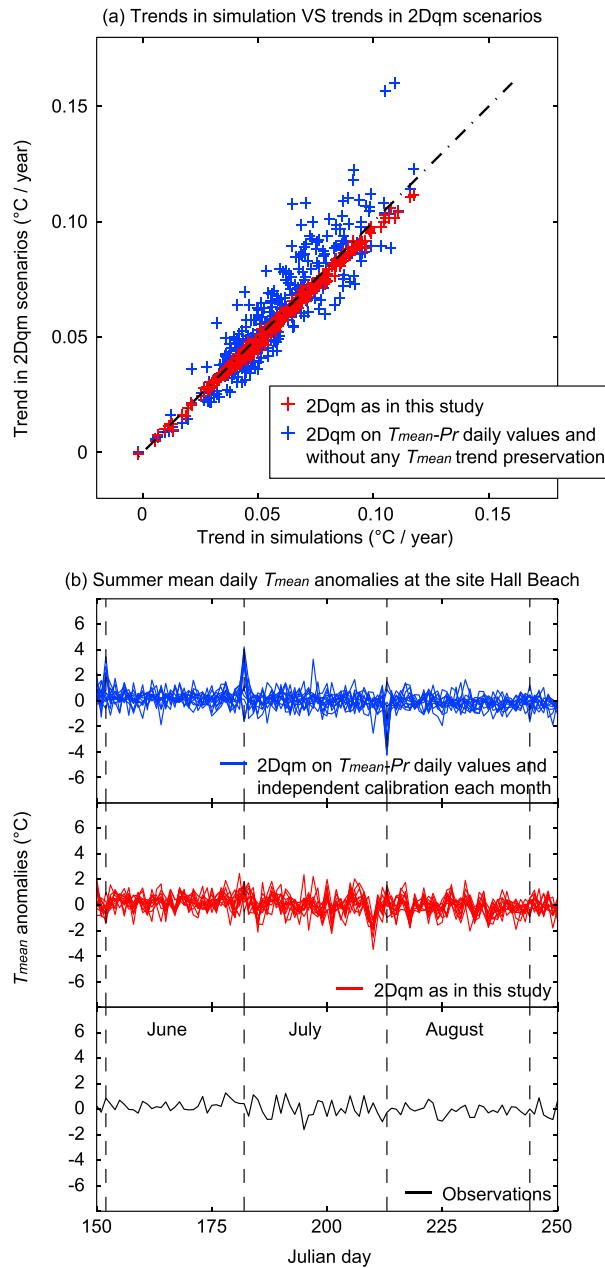 (a) Trends in simulation VS trends in 2Dqm scenarios
0.15
0.10
0.05
0
Trend in 2Dqm scenarios (°C / year)
2Dqm as in this study
2Dqm on Tmean-Pr daily values and
without any Tmean trend preservation
0 0.05 0.10 0.15
Trend in simulations (°C / year)
(b) Summer mean daily Tmean anomalies at the site Hall Beach
6
4
2
0
-2
-4
-6
2Dqm on Tmean-Pr daily values and
independent calibration each month
6
4
2
0
-2
-4
-6
Tmean anomalies (°C)
2Dqm as in this study
June July August
6
4
2
0
-2
-4
-6
Observations
150 175 200 225 250
Julian day